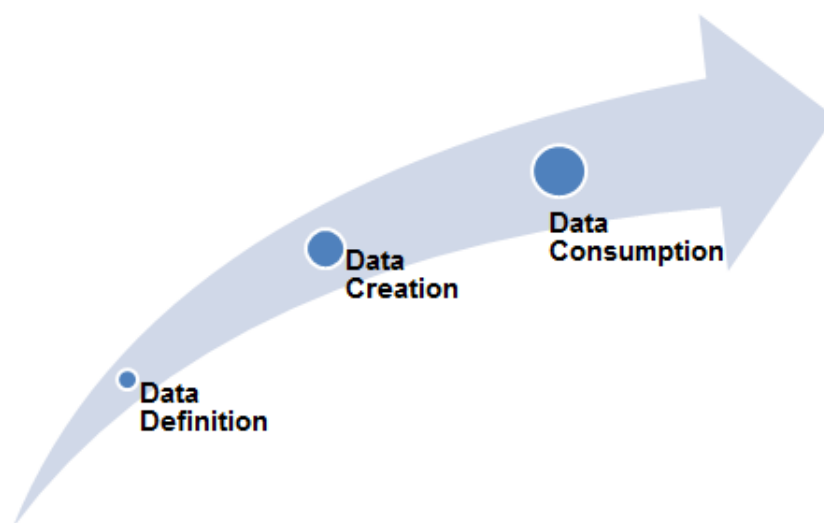 Data
Consumption
Data
Creation
Data
Definition